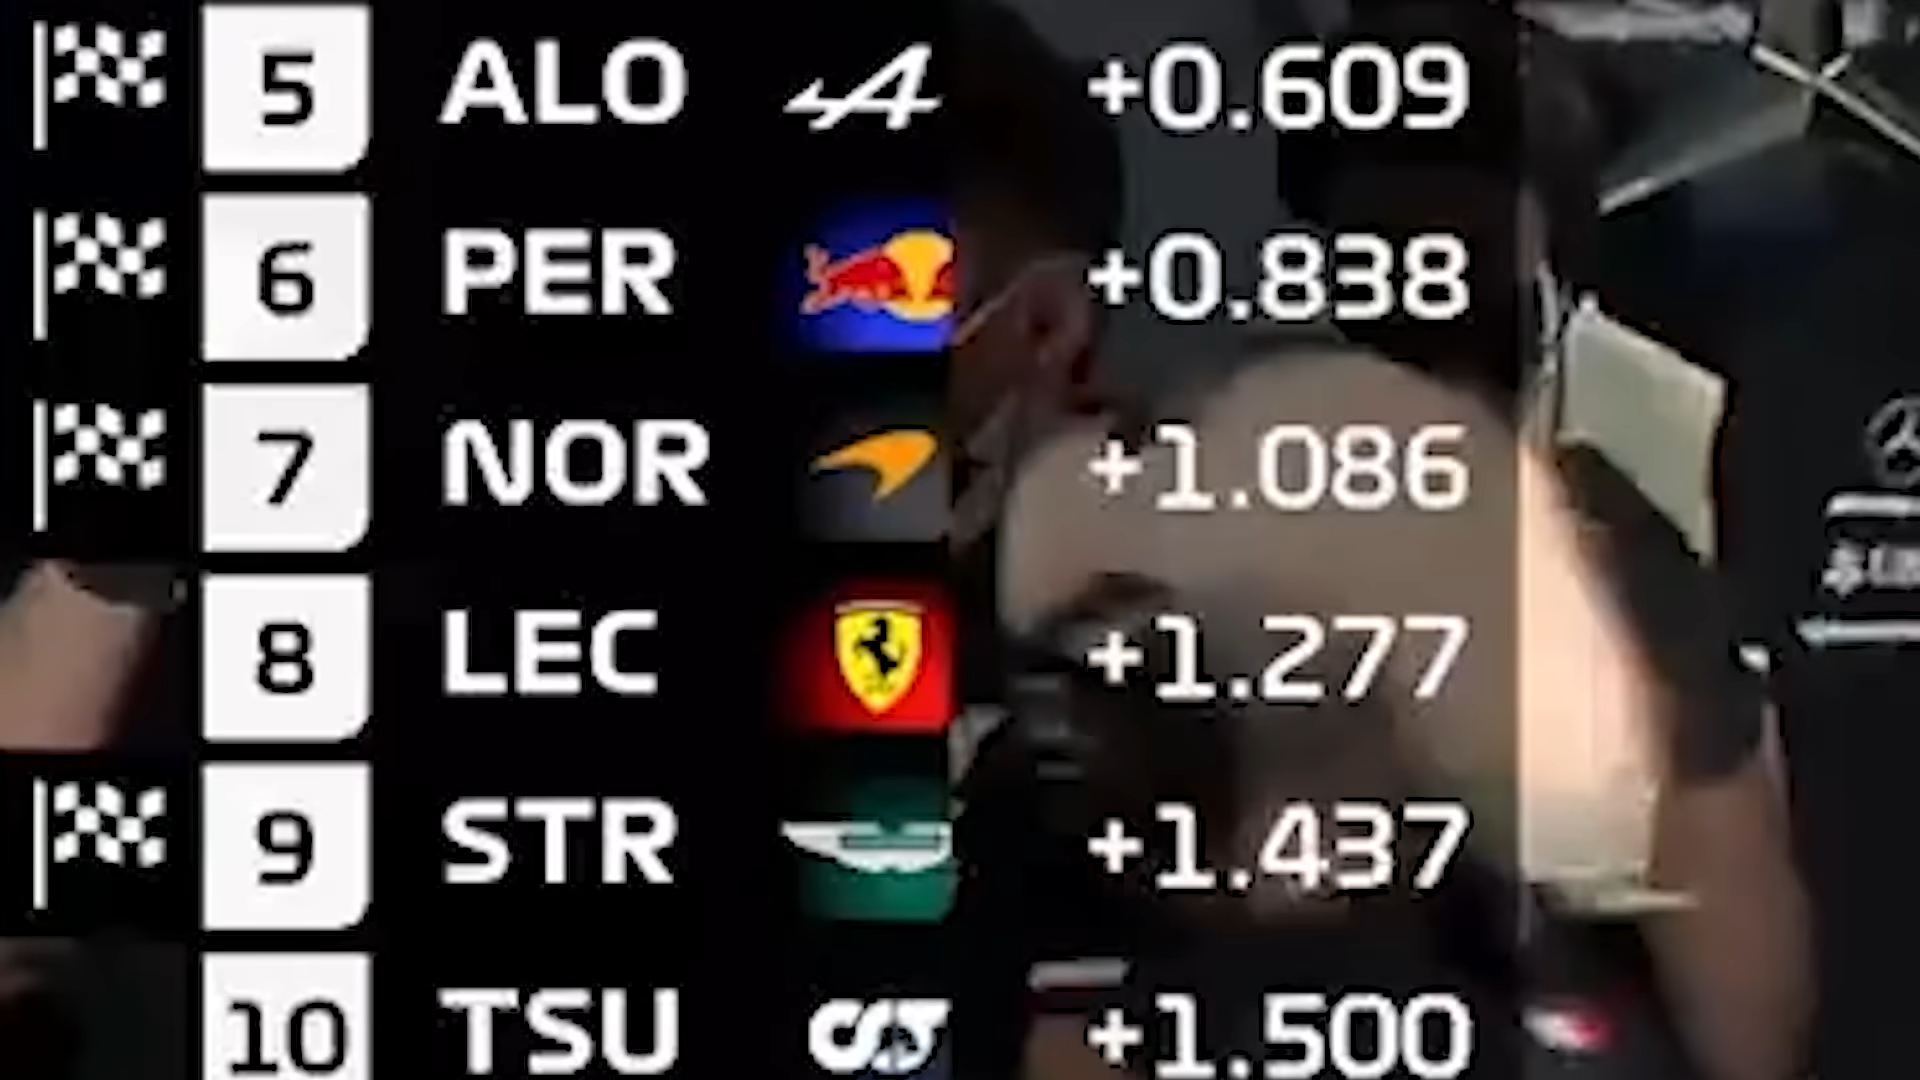 5 ALO +0.609
6 PER +0.838
7 NOR +1.086
8 LEC +1.277
9 STR +1.437
10 TSU +1.500